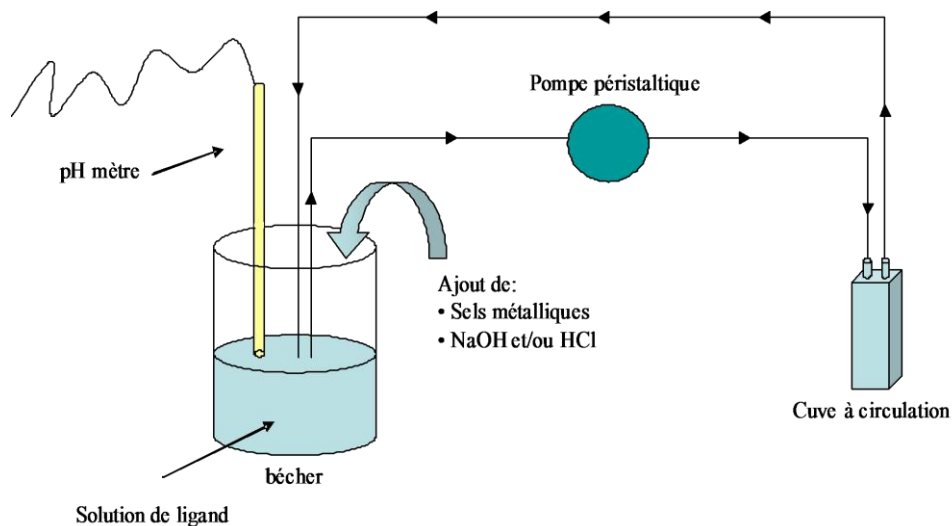 Pompe péristaltique
pH mètre
Ajout de:
• Sels métalliques
• NaOH et/ou HCl
Cuve à circulation
bécher
Solution de ligand